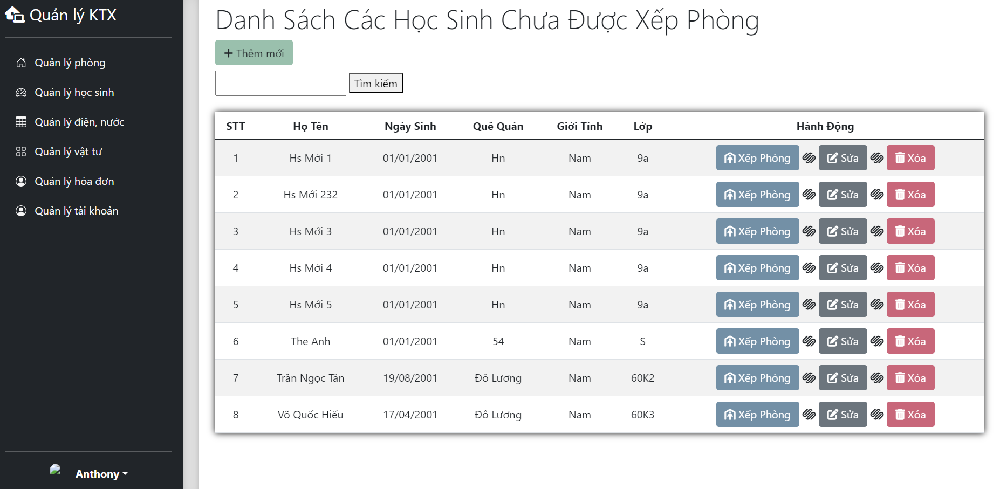 Quản lý KTX
Quản lý phòng
Quản lý học sinh
Quản lý điện, nước
Quản lý vật tư
Quản lý hóa đơn
Quản lý tài khoản
Anthony
Danh Sách Các Học Sinh Chưa Được Xếp Phòng
Thêm mới
Tìm kiếm
STT Họ Tên Ngày Sinh Quê Quán Giới Tính Lớp Hành Động
1 Hs Mới 1 01/01/2001 Hn Nam 9a Xếp Phòng Sửa Xóa
2 Hs Mới 232 01/01/2001 Hn Nam 9a Xếp Phòng Sửa Xóa
3 Hs Mới 3 01/01/2001 Hn Nam 9a Xếp Phòng Sửa Xóa
4 Hs Mới 4 01/01/2001 Hn Nam 9a Xếp Phòng Sửa Xóa
5 Hs Mới 5 01/01/2001 Hn Nam 9a Xếp Phòng Sửa Xóa
6 The Anh 01/01/2001 54 Nam S Xếp Phòng Sửa Xóa
7 Trần Ngọc Tân 19/08/2001 Đô Lương Nam 60K2 Xếp Phòng Sửa Xóa
8 Võ Quốc Hiếu 17/04/2001 Đô Lương Nam 60K3 Xếp Phòng Sửa Xóa